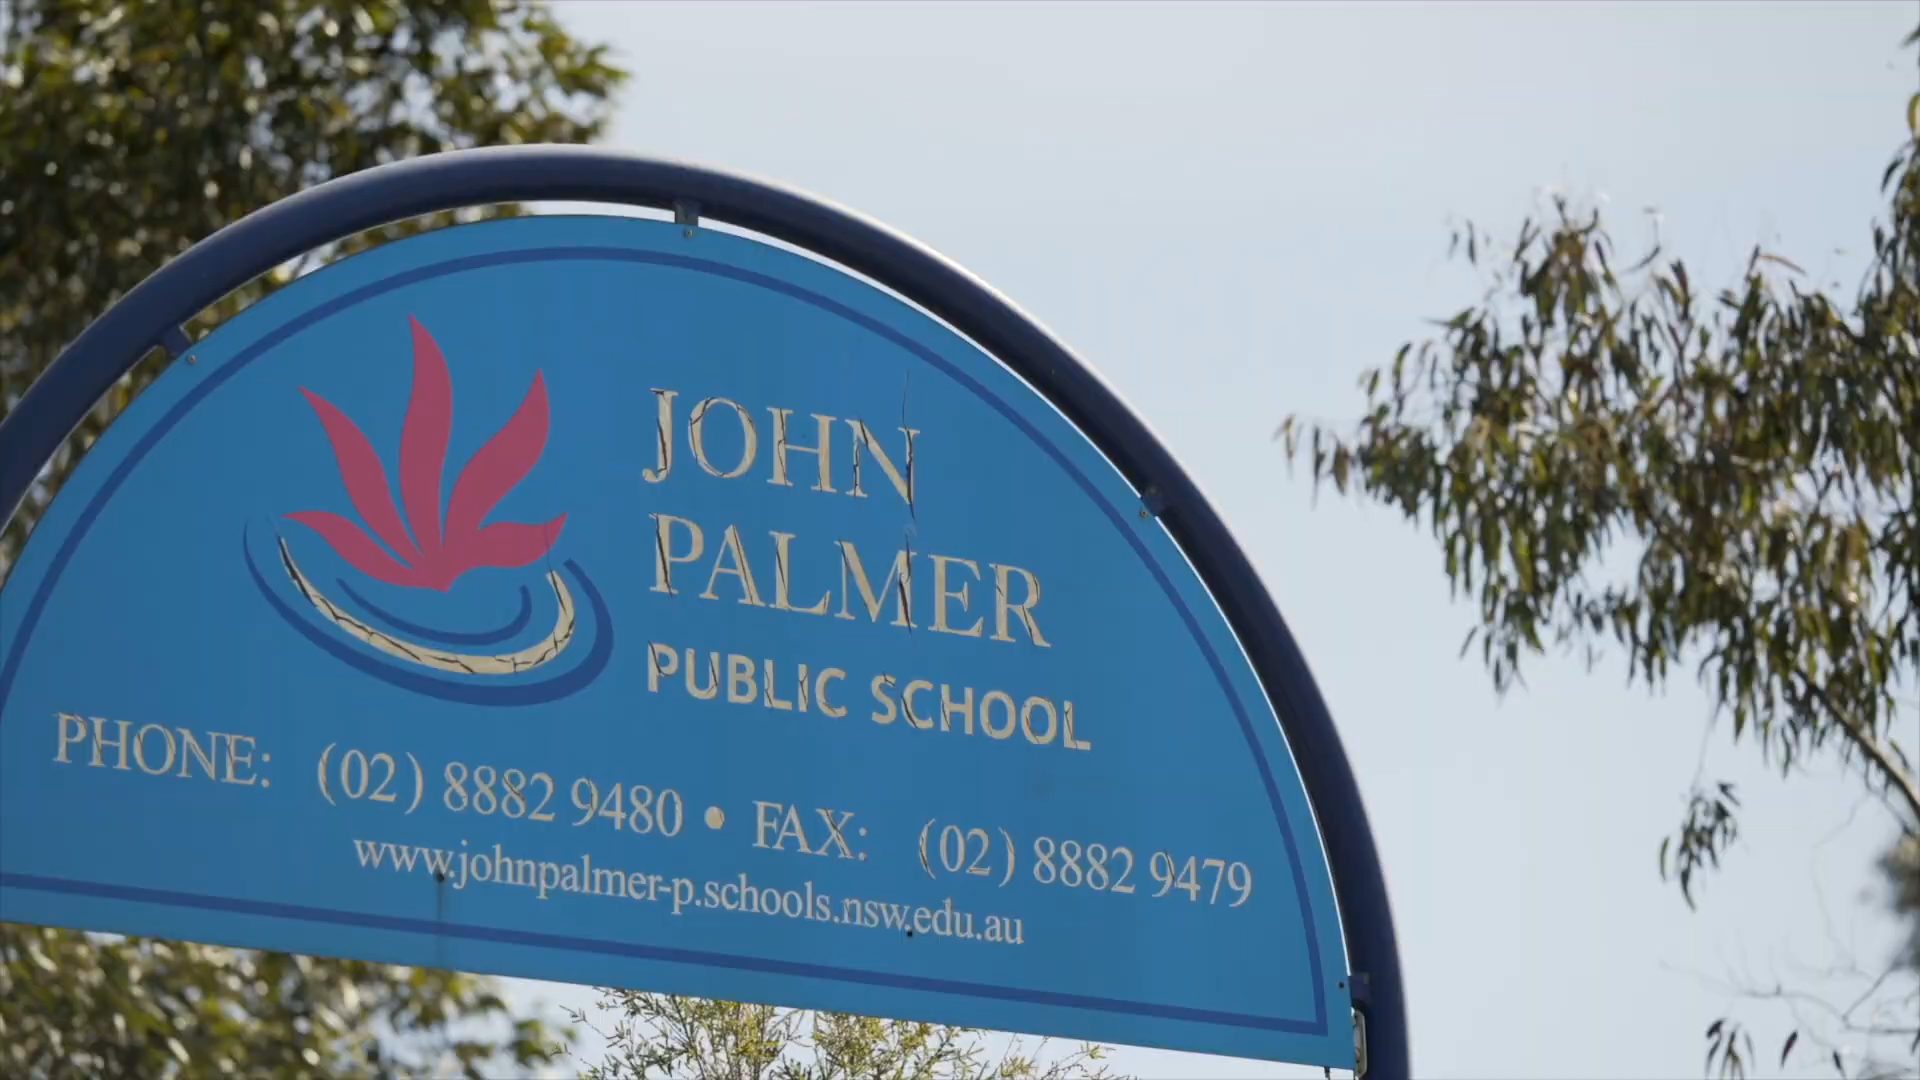 JOHN
PALMER
PUBLIC SCHOOL
PHONE: (02) 8882 9480 • FAX: (02) 8882 9479
www.johnpalmer-p.schools.nsw.edu.au